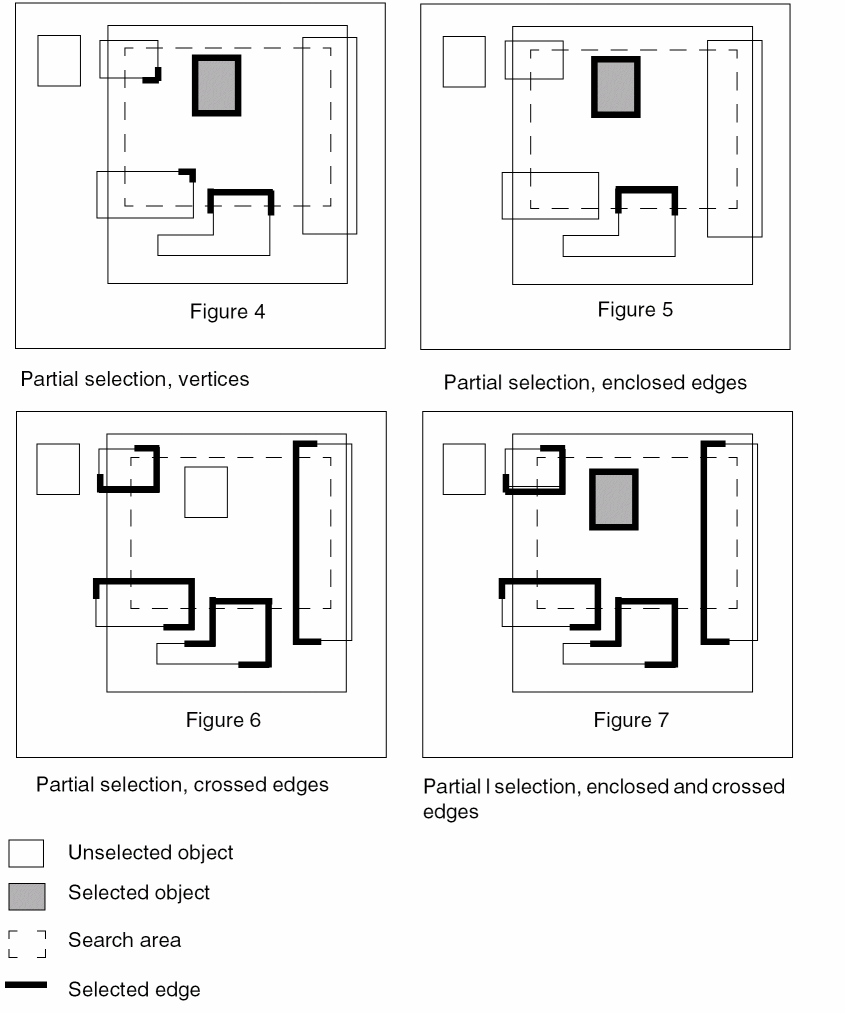 Figure 4
Figure 5
Partial selection, vertices
Partial selection, enclosed edges
Figure 6
Figure 7
Partial selection, crossed edges
Partial l selection, enclosed and crossed
edges
Unselected object
Selected object
Search area
Selected edge